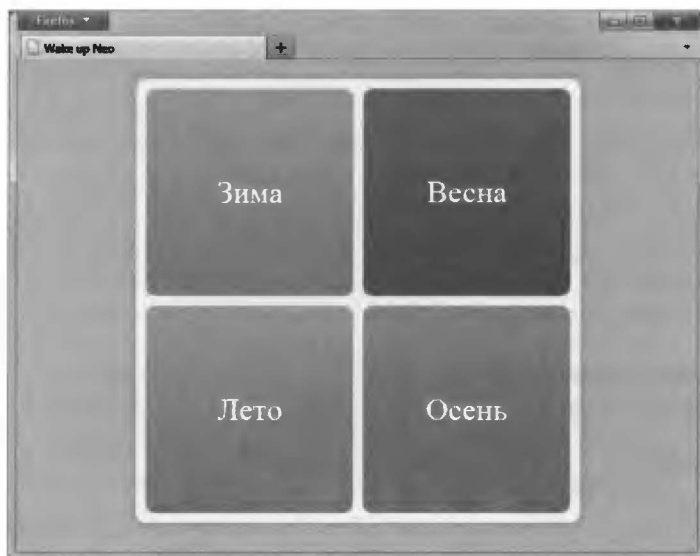 Firefox
Wake up Neo
Зима
Весна
Лето
Осень